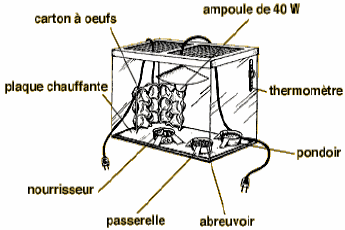 carton à oeufs
ampoule de 40 W
plaque chauffante
thermomètre
pondoir
nourrisseur
passerelle
abreuvoir